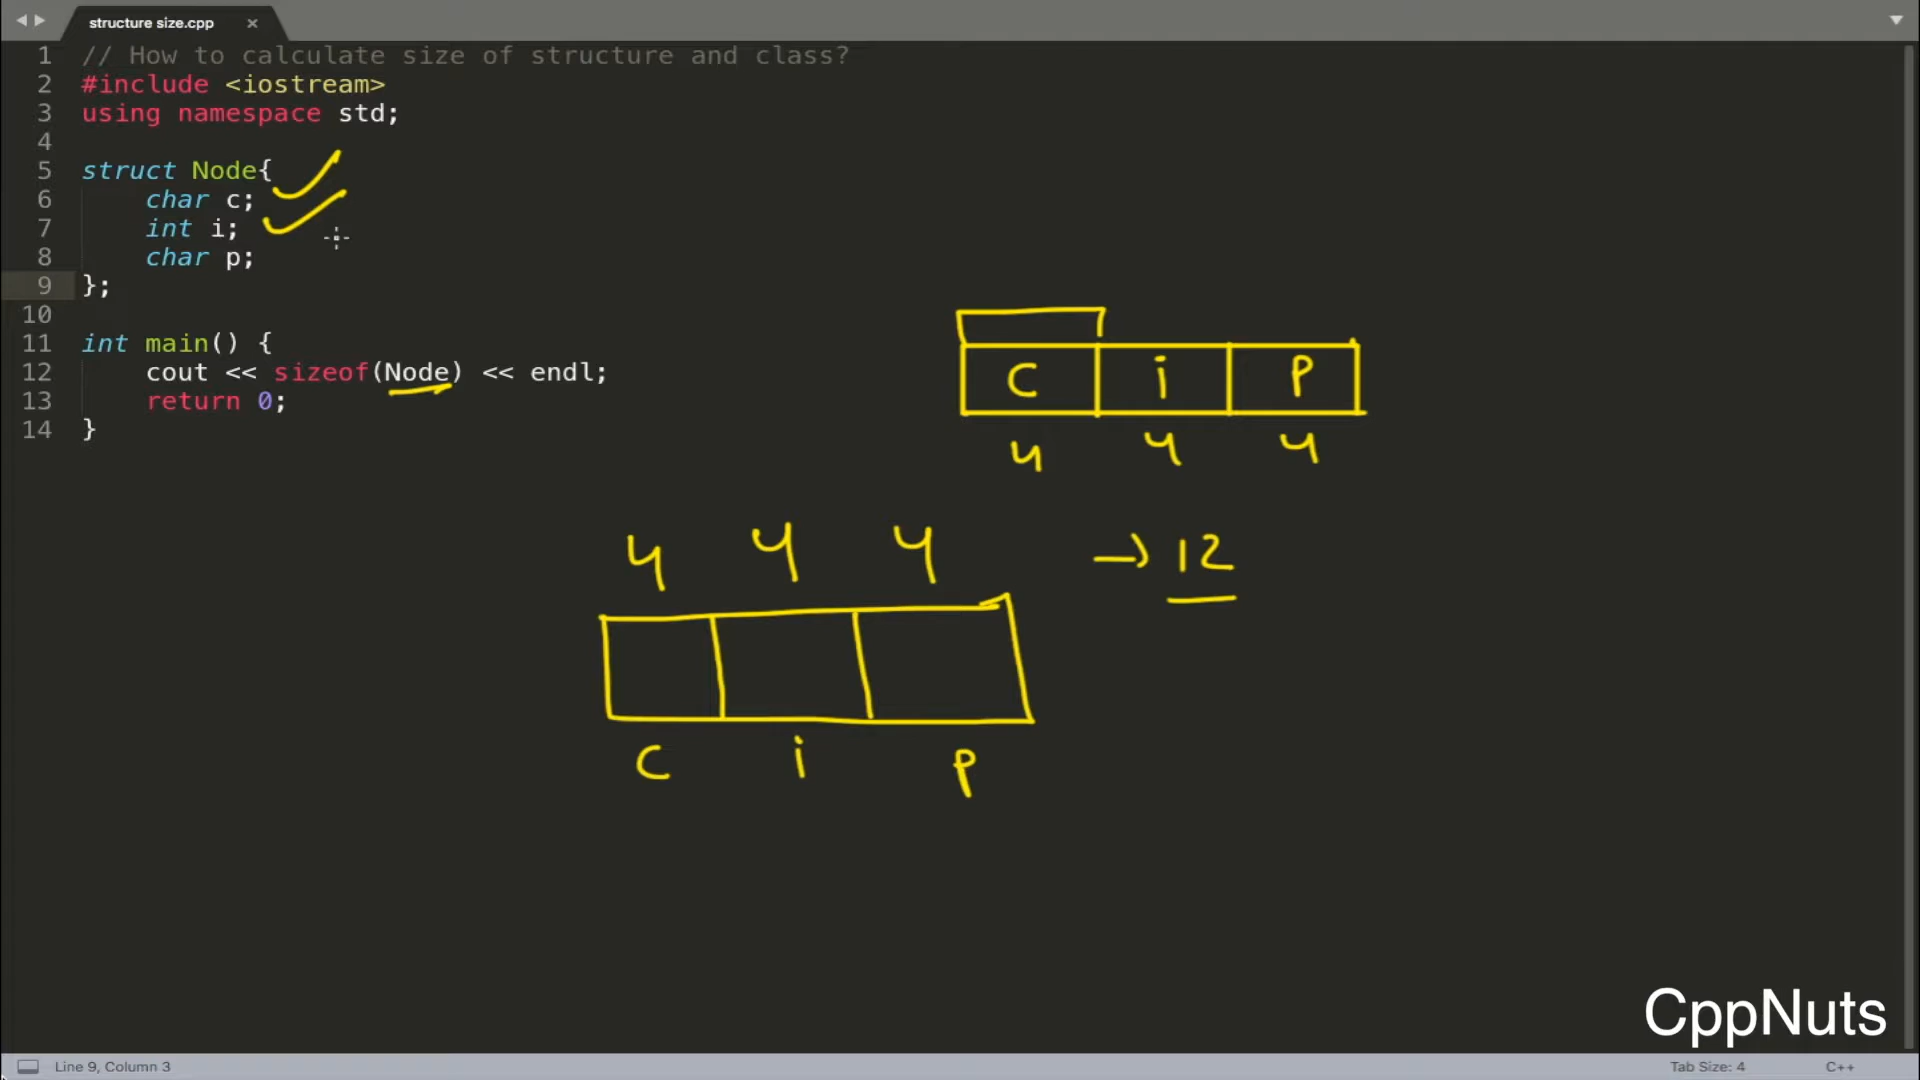 structure size.cpp ×
1 // How to calculate size of structure and class?
2 #include <iostream>
3 using namespace std;
4
5 struct Node{
6 char c;
7 int i;
8 char p;
9 };
10
11 int main() {
12 cout << sizeof(Node) << endl;
13 return 0;
14 }
C i P
4 4 4
4 4 4 → 12
C i P
CppNuts
Line 9, Column 3 Tab Size: 4 C++